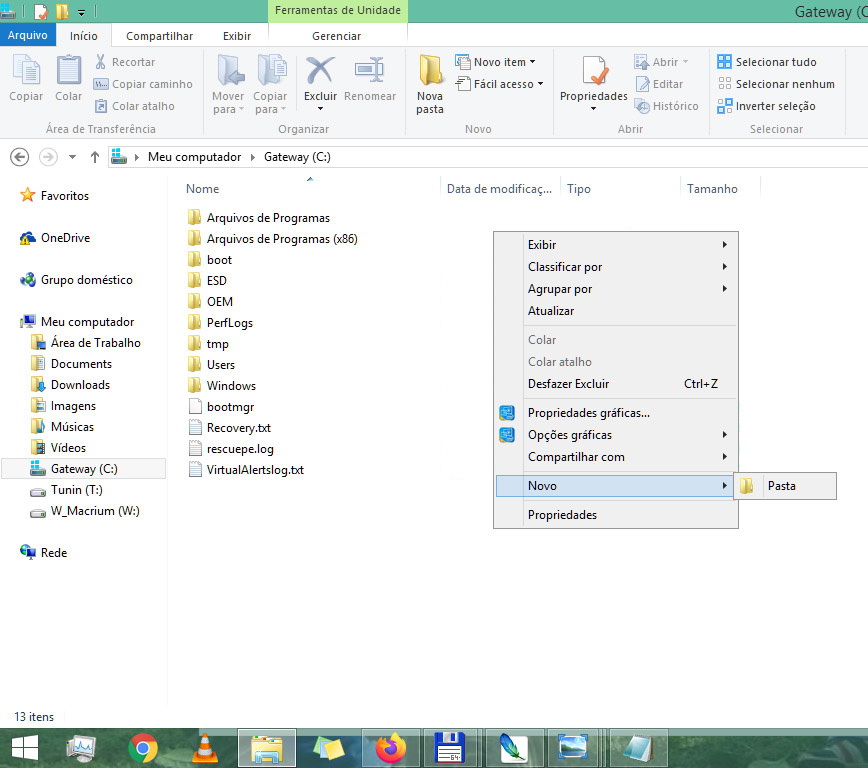 Ferramentas de Unidade
Gateway (C
Arquivo
Início
Compartilhar
Exibir
Gerenciar
Copiar
Colar
Recortar
Copiar caminho
Colar atalho
Área de Transferência
Mover
para
Copiar
para
Excluir
Renomear
Organizar
Nova
pasta
Novo item
Fácil acesso
Novo
Propriedades
Abrir
Editar
Histórico
Abrir
Selecionar tudo
Selecionar nenhum
Inverter seleção
Selecionar
Meu computador
Gateway (C:)
Favoritos
OneDrive
Grupo doméstico
Meu computador
Área de Trabalho
Documents
Downloads
Imagens
Músicas
Vídeos
Gateway (C:)
Tunin (T:)
W_Macrium (W:)
Rede
Nome
Data de modificaç...
Tipo
Tamanho
Arquivos de Programas
Arquivos de Programas (x86)
boot
ESD
OEM
PerfLogs
tmp
Users
Windows
bootmgr
Recovery.txt
rescuepe.log
VirtualAlertslog.txt
Exibir
Classificar por
Agrupar por
Atualizar
Colar
Colar atalho
Desfazer Excluir Ctrl+Z
Propriedades gráficas...
Opções gráficas
Compartilhar com
Novo
Pasta
Propriedades
13 itens
64